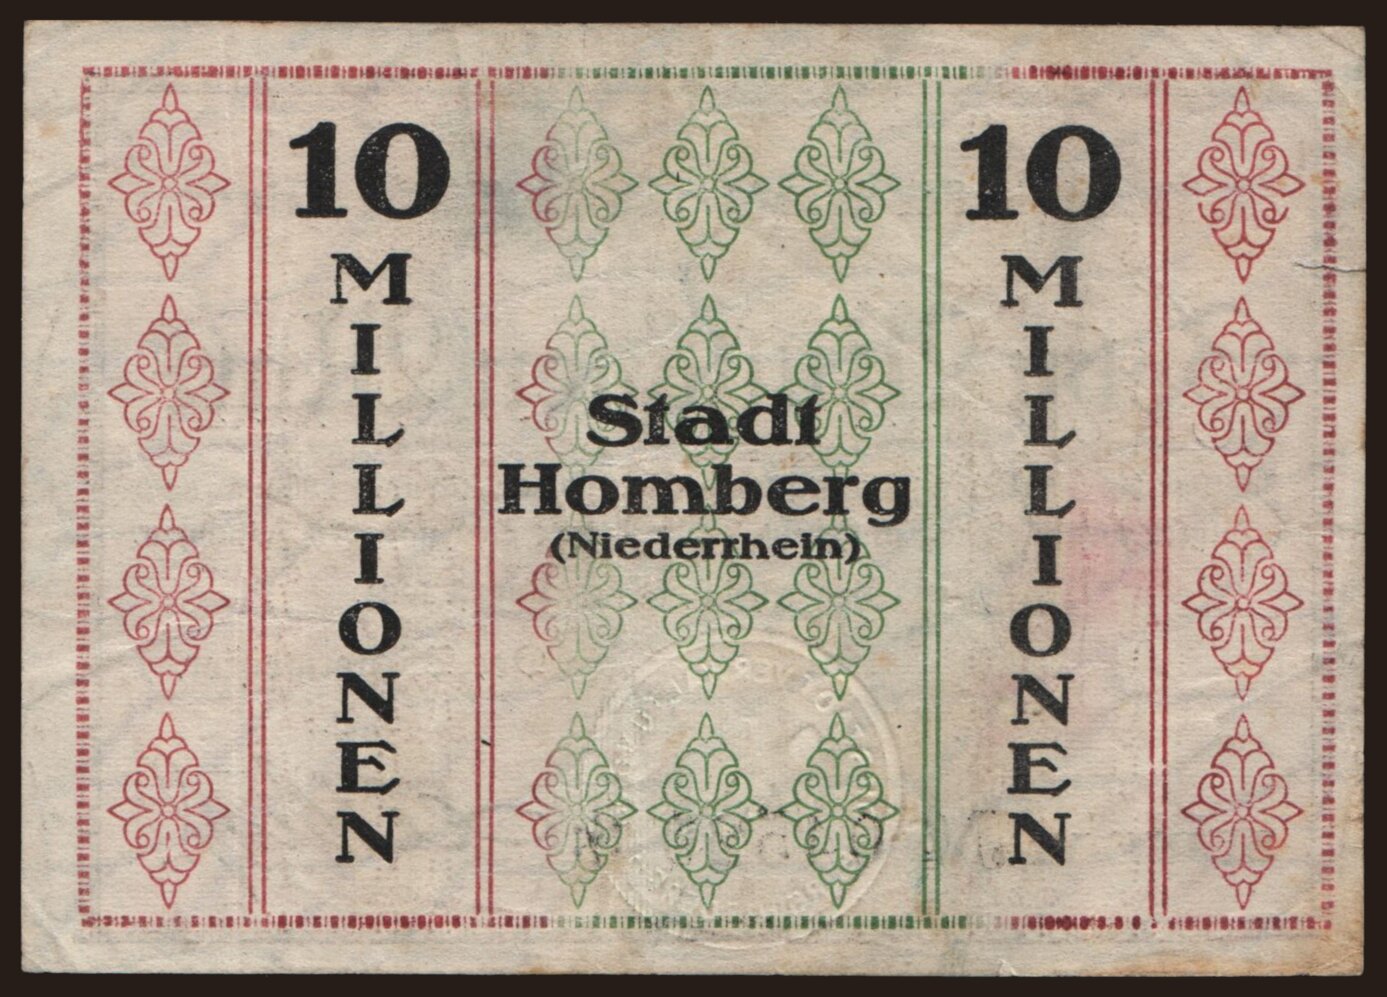 10
MILLIONEN
Stadt
Homberg
(Niederrhein)
10
MILLIONEN